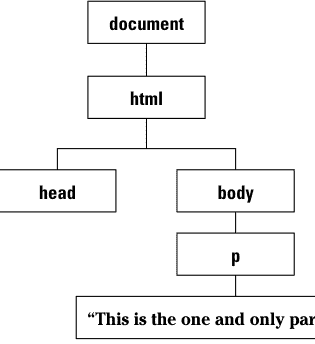 document
html
head
body
p
“This is the one and only par